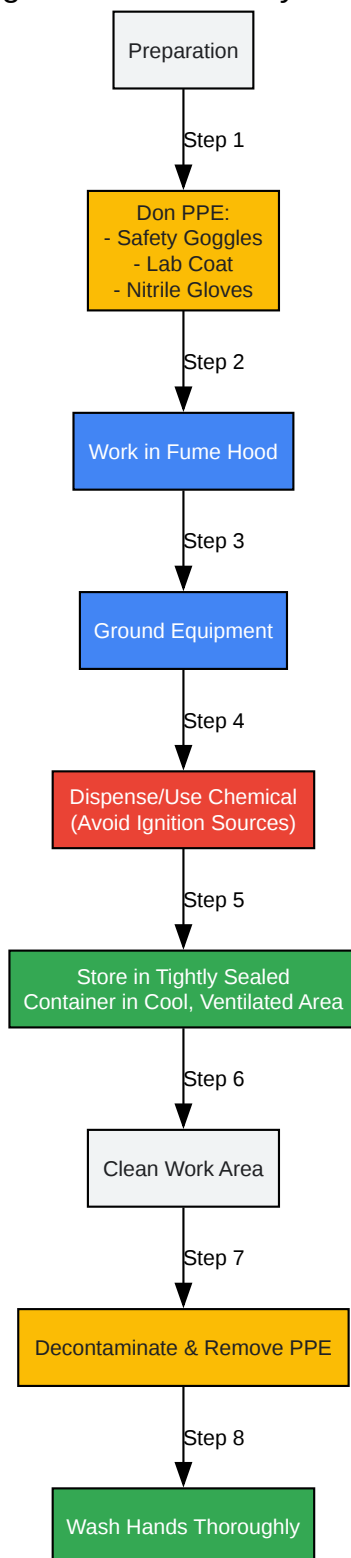 Preparation
Step 1
Don PPE:
- Safety Goggles
- Lab Coat
- Nitrile Gloves
Step 2
Work in Fume Hood
Step 3
Ground Equipment
Step 4
Dispense/Use Chemical
(Avoid Ignition Sources)
Step 5
Store in Tightly Sealed
Container in Cool, Ventilated Area
Step 6
Clean Work Area
Step 7
Decontaminate & Remove PPE
Step 8
Wash Hands Thoroughly